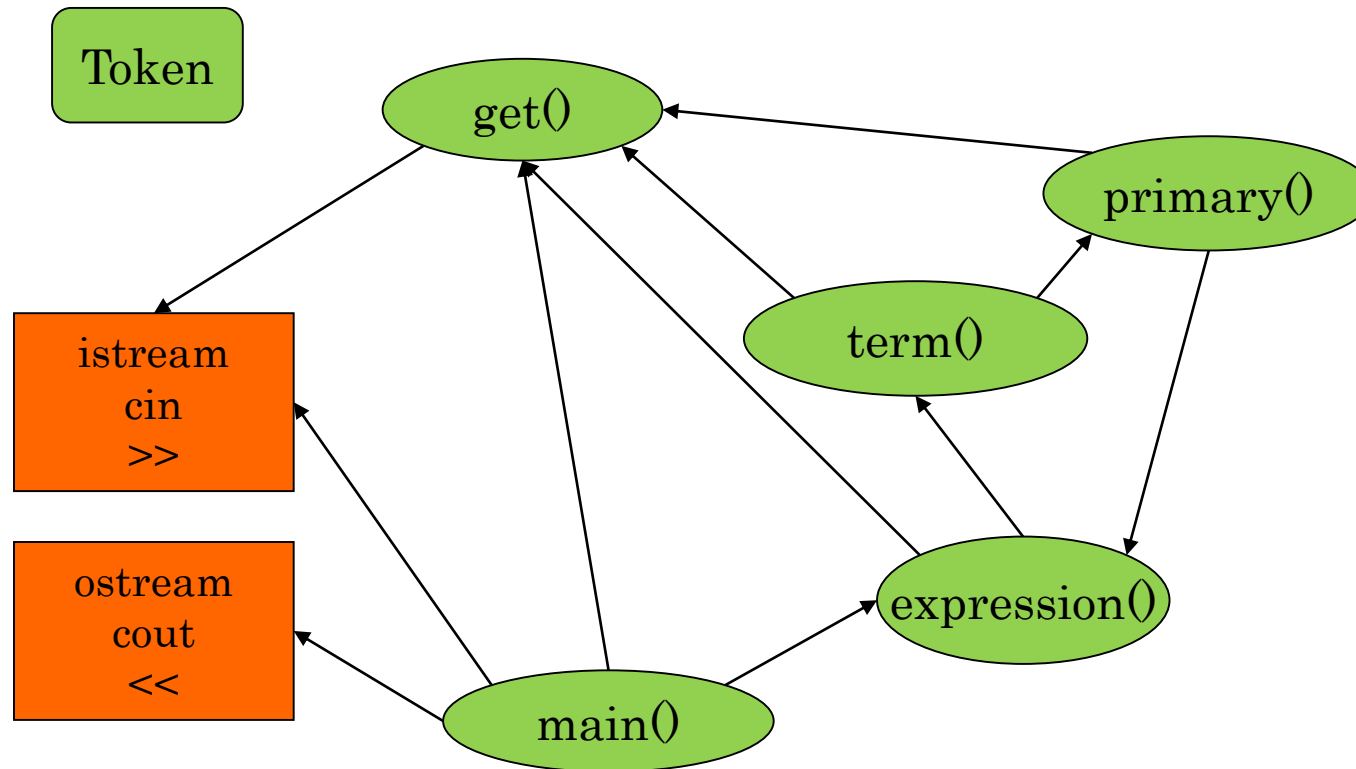 Token
get()
primary()
term()
istream
cin
>>
ostream
cout
<<
expression()
main()